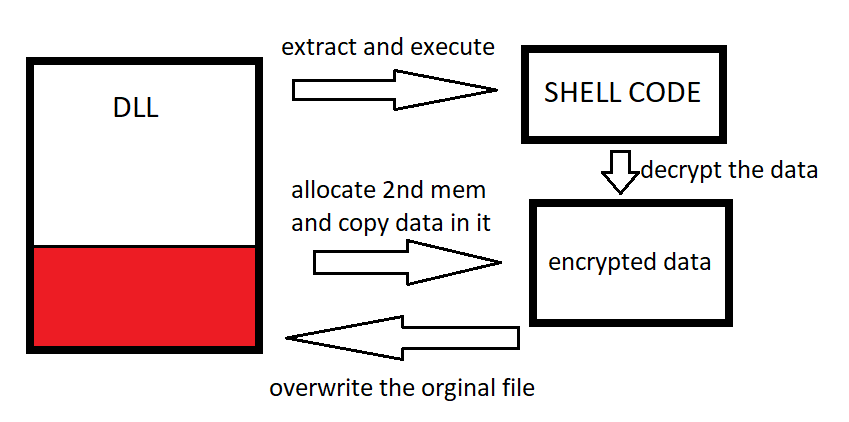 extract and execute
DLL
SHELL CODE
decrypt the data
allocate 2nd mem
and copy data in it
encrypted data
overwrite the orginal file